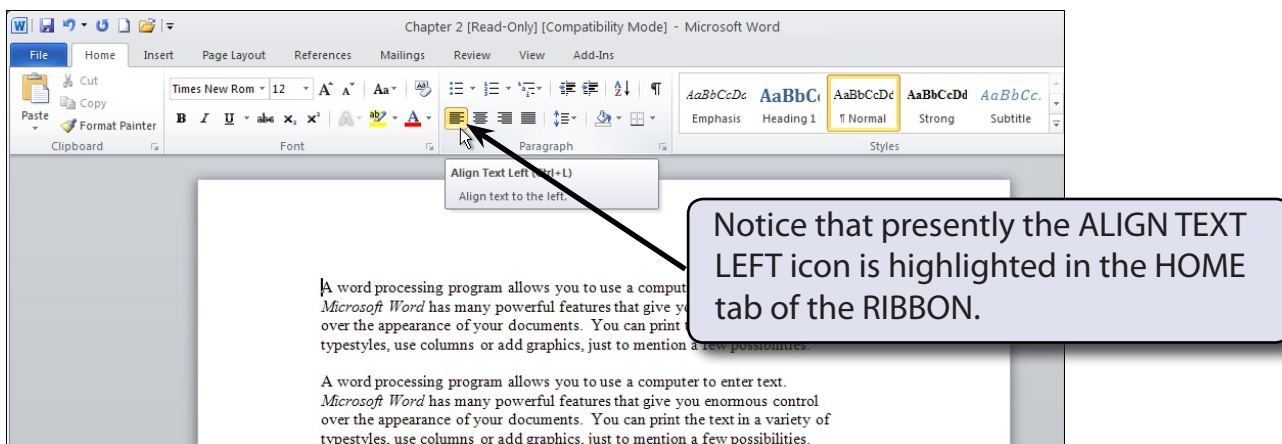 Chapter 2 [Read-Only] [Compatibility Mode] - Microsoft Word
File Home Insert Page Layout References Mailings Review View Add-Ins
Cut
Copy
Paste
Format Painter
Clipboard
Times New Rom 12
Font
Paragraph
AaBbCcDc AaBbC AaBbCcDd AaBbCcDd AaBbCc.
Emphasis Heading 1 ¶ Normal Strong Subtitle
Styles
Align Text Left (Ctrl+L)
Align text to the left.
Notice that presently the ALIGN TEXT
LEFT icon is highlighted in the HOME
tab of the RIBBON.
A word processing program allows you to use a comput
Microsoft Word has many powerful features that give y
over the appearance of your documents. You can print
typestyles, use columns or add graphics, just to mention a few possibilities.
A word processing program allows you to use a computer to enter text.
Microsoft Word has many powerful features that give you enormous control
over the appearance of your documents. You can print the text in a variety of
typestyles, use columns or add graphics, just to mention a few possibilities.